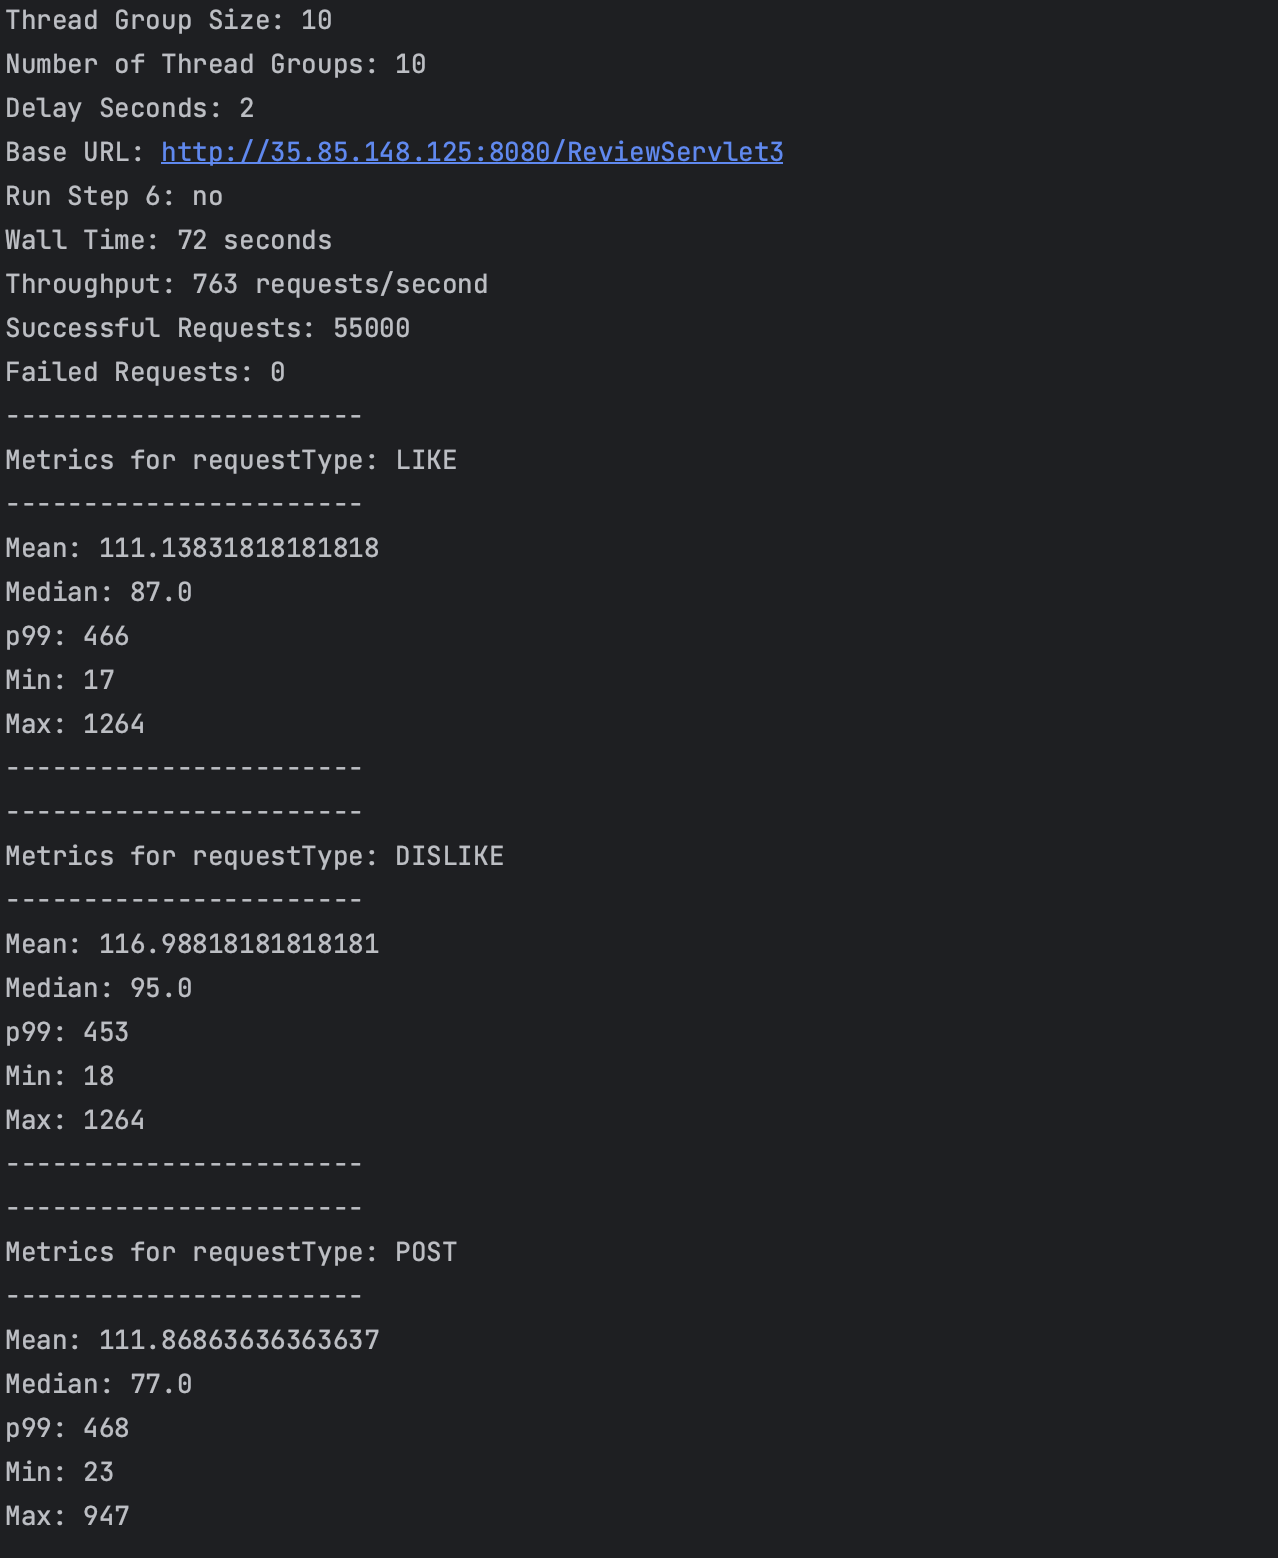 Thread Group Size: 10
Number of Thread Groups: 10
Delay Seconds: 2
Base URL: http://35.85.148.125:8080/ReviewServlet3
Run Step 6: no
Wall Time: 72 seconds
Throughput: 763 requests/second
Successful Requests: 55000
Failed Requests: 0
-----------------------
Metrics for requestType: LIKE
-----------------------
Mean: 111.13831818181818
Median: 87.0
p99: 466
Min: 17
Max: 1264
-----------------------
-----------------------
Metrics for requestType: DISLIKE
-----------------------
Mean: 116.98818181818181
Median: 95.0
p99: 453
Min: 18
Max: 1264
-----------------------
-----------------------
Metrics for requestType: POST
-----------------------
Mean: 111.86863636363637
Median: 77.0
p99: 468
Min: 23
Max: 947